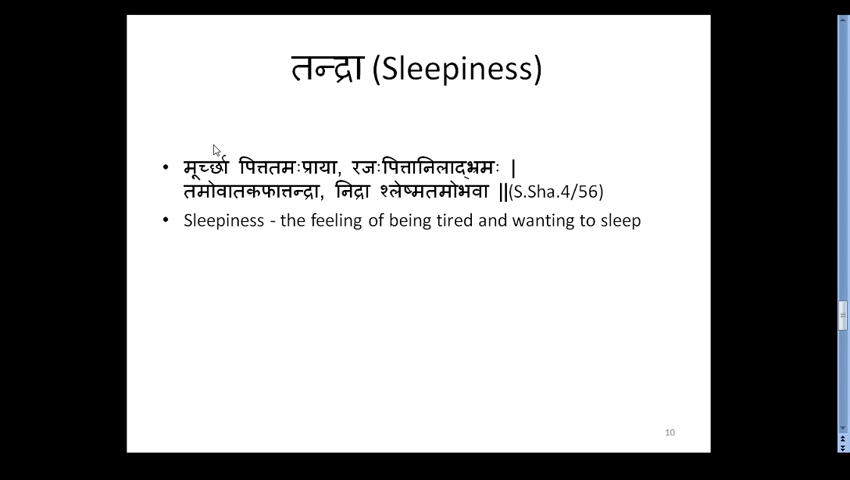 तन्द्रा (Sleepiness)
• मूर्च्छा पित्ततमःप्राया, रजःपित्तानिलाद्भ्रमः |
तमोवातकफात्तन्द्रा, निद्रा श्लेष्मतमोभवा ||(S.Sha.4/56)
• Sleepiness - the feeling of being tired and wanting to sleep
10